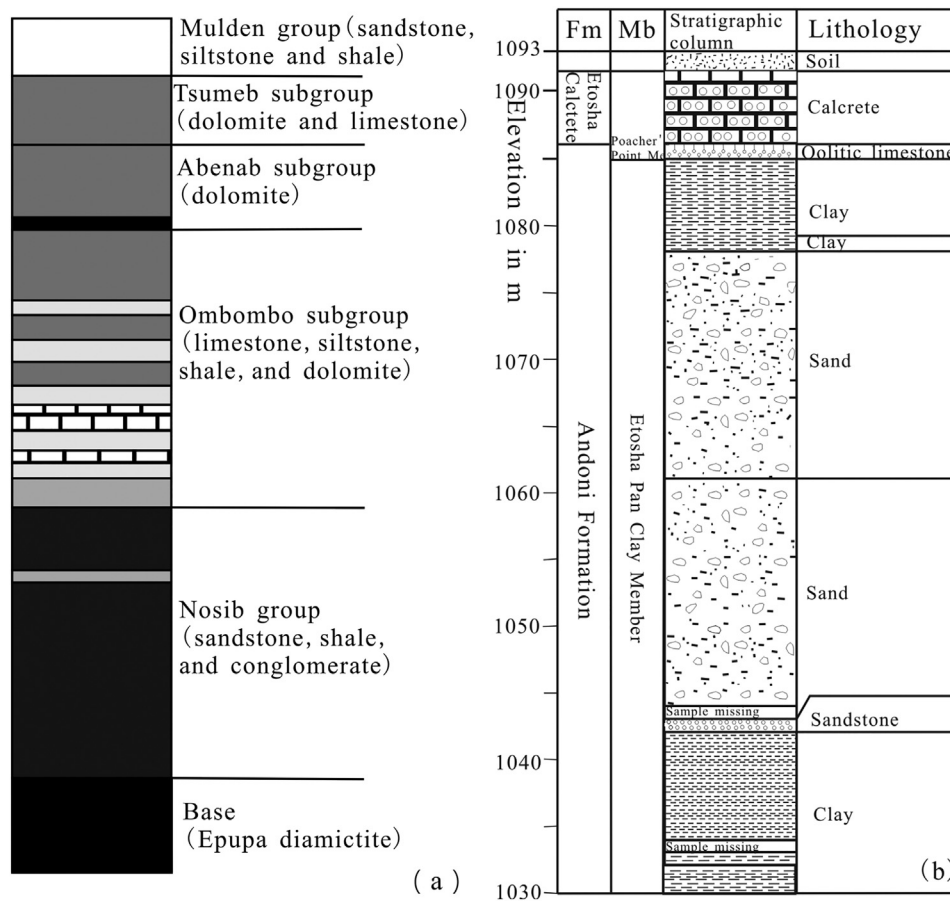 Mulden group (sandstone,
siltstone and shale)
Tsumeb subgroup
(dolomite and limestone)
Abenab subgroup
(dolomite)
Ombombo subgroup
(limestone, siltstone,
shale, and dolomite)
Nosib group
(sandstone, shale,
and conglomerate)
Base
(Epupa diamictite)
(a)
Fm
Mb
Stratigraphic
column
Lithology
1093
1090
1080
1070
1060
1050
1040
1030
Elevation in m
Etosha
Calctete
Andoni Formation
Poacher'
Point Mo
Etosha Pan Clay Member
Sample missing
Sample missing
Soil
Calcrete
Oolitic limestone
Clay
Clay
Sand
Sand
Sandstone
Clay
(b)